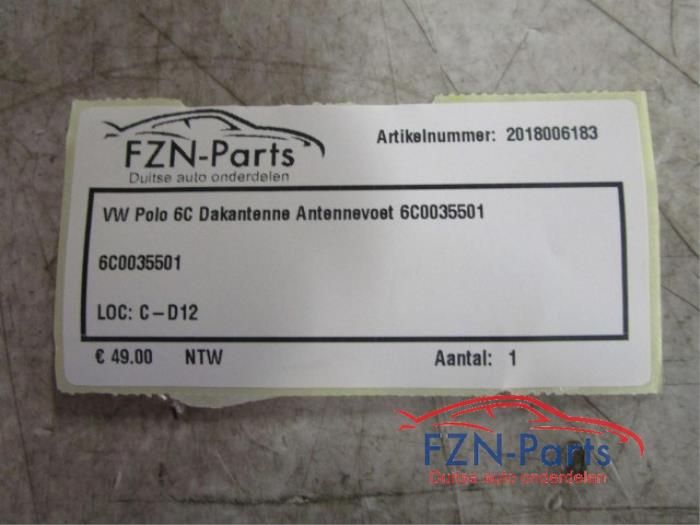 FZN-Parts
Duitse auto onderdelen
Artikelnummer: 2018006183
VW Polo 6C Dakantenne Antennevoet 6C0035501
6C0035501
LOC: C-D12
€ 49.00 NTW Aantal: 1
FZN-Parts
Duitse auto onderdelen